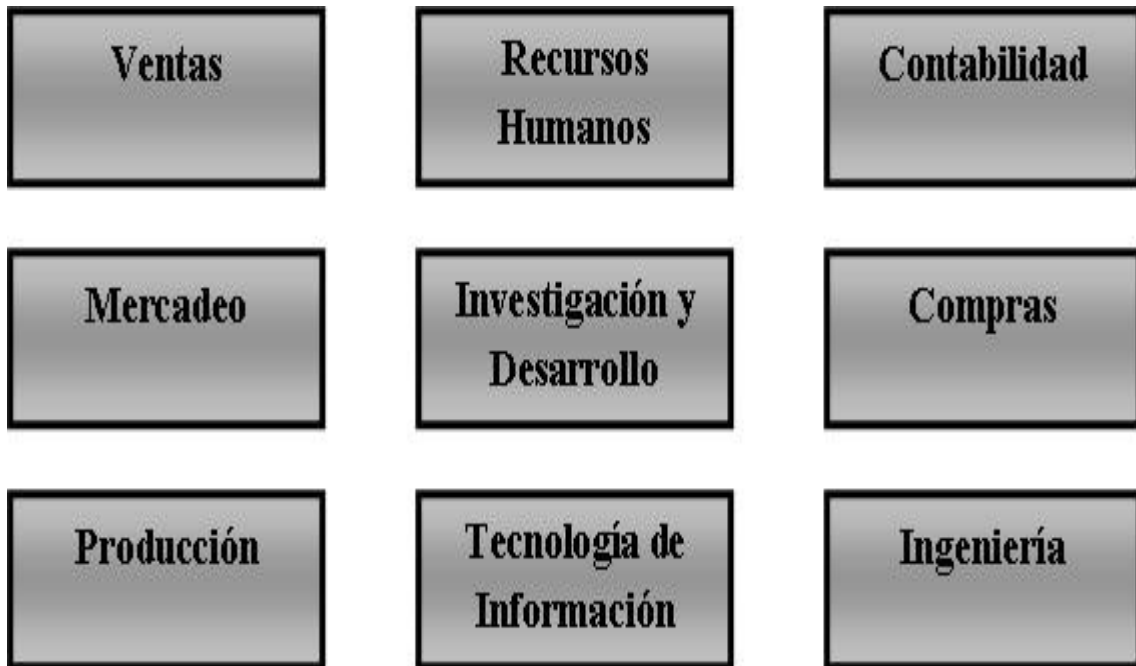 Ventas
Recursos
Humanos
Contabilidad
Mercadeo
Investigación y
Desarrollo
Compras
Producción
Tecnología de
Información
Ingeniería